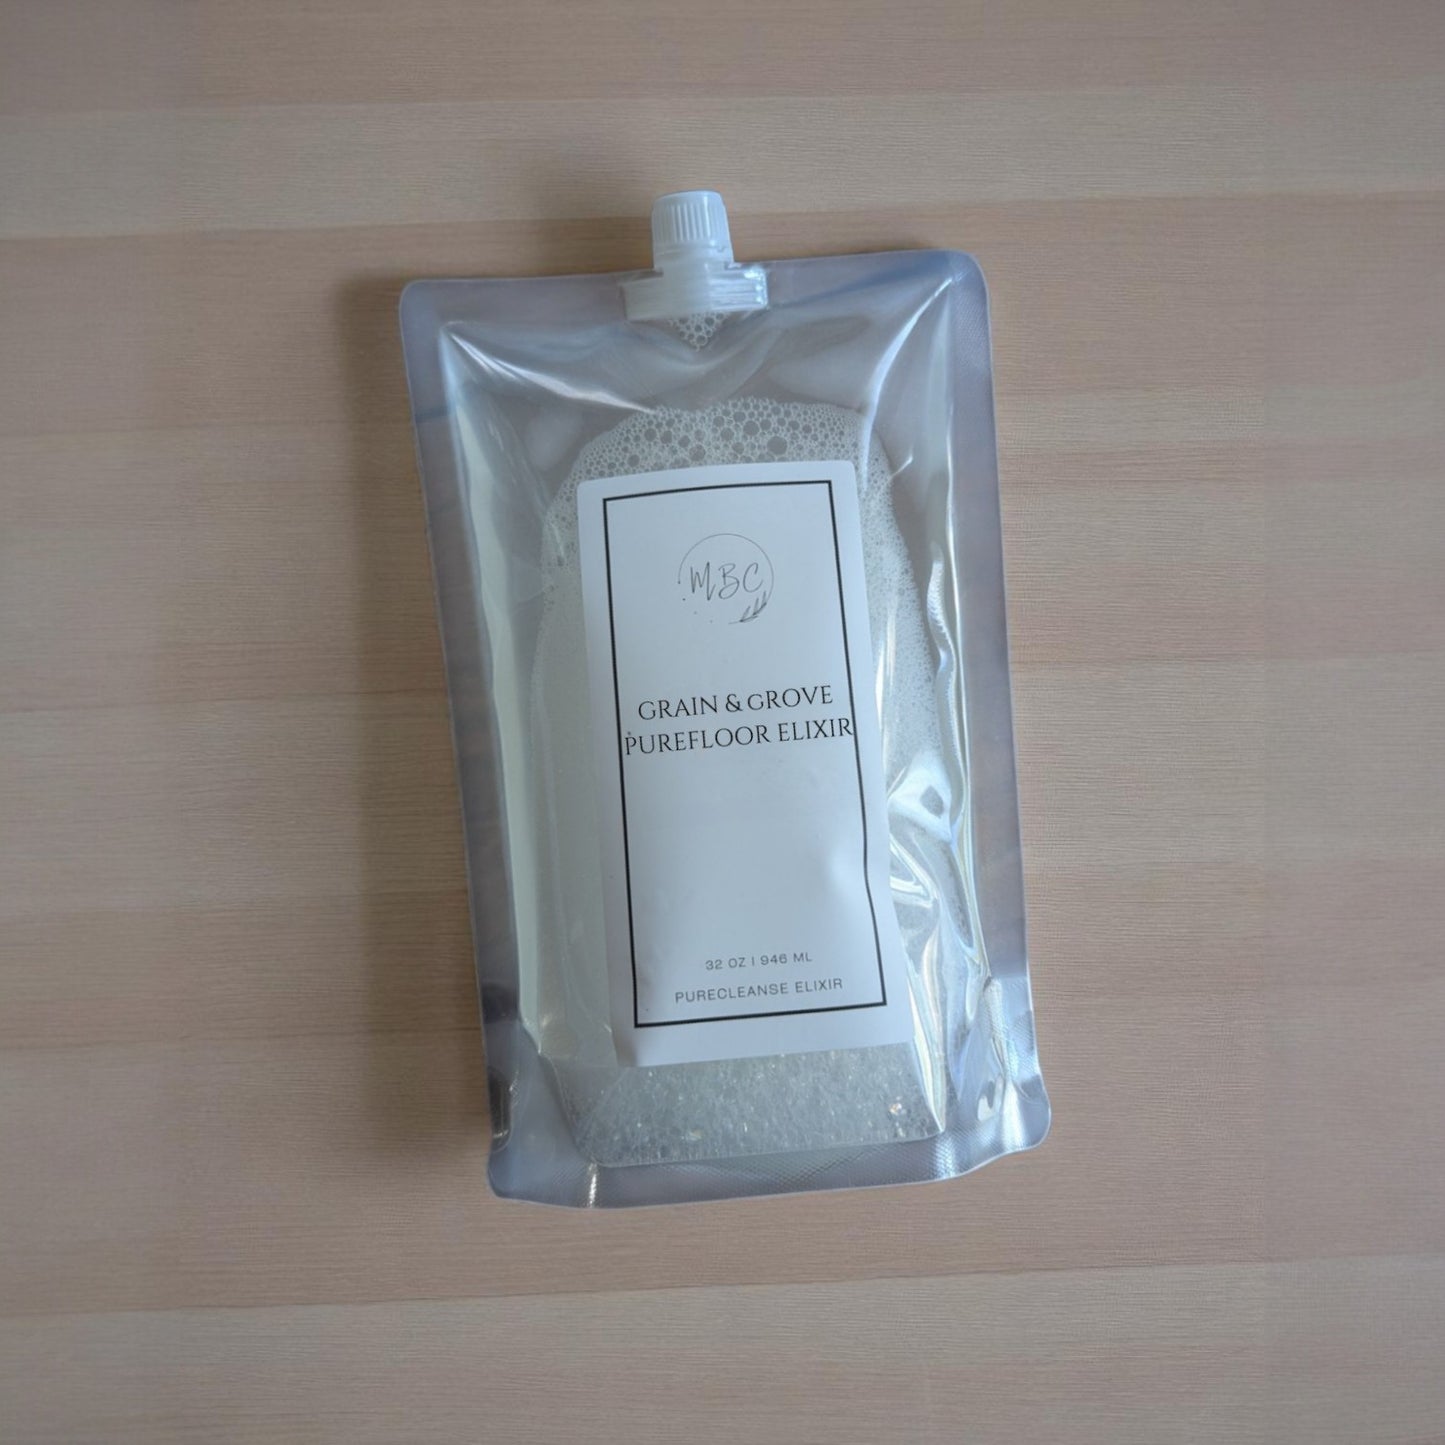 MBC
GRAIN & GROVE
PUREFLOOR ELIXIR
32 OZ | 946 ML
PURECLEANSE ELIXIR